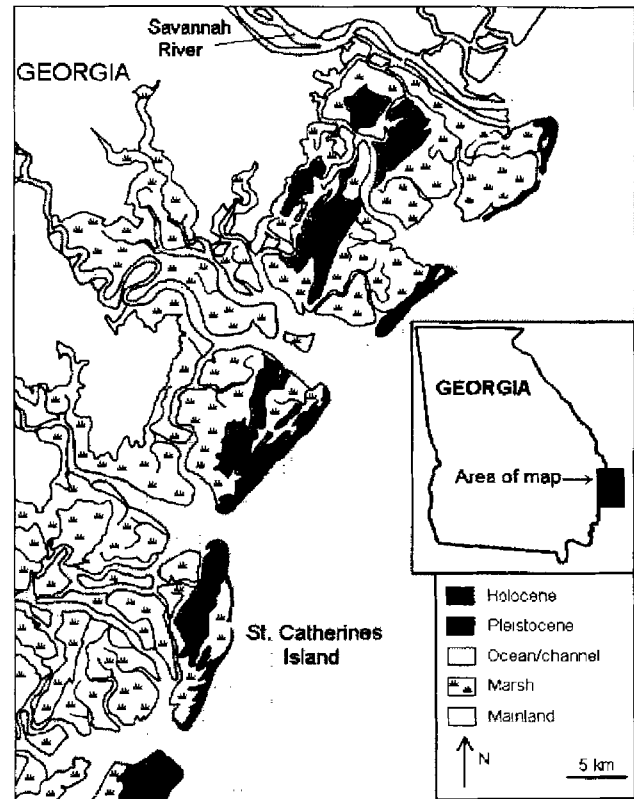 Savannah
River
GEORGIA
GEORGIA
Area of map
St. Catherines
Island
Holocene
Pleistocene
Ocean/channel
Marsh
Mainland
N
5 km